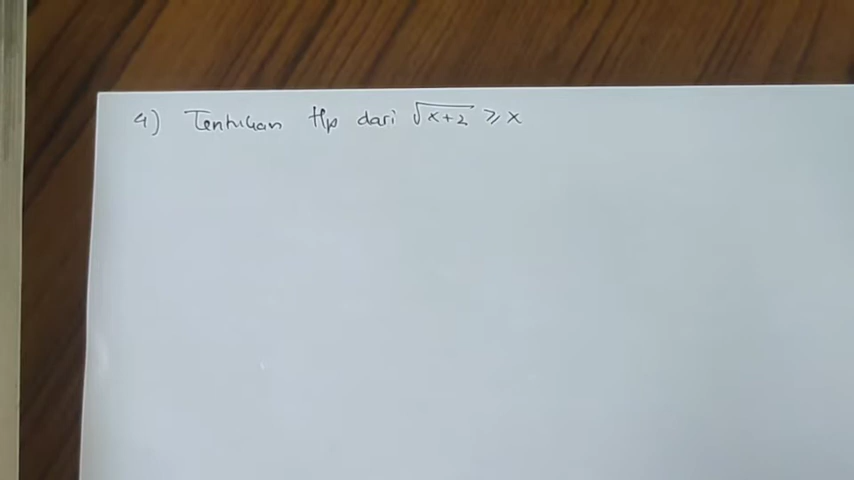 4) Tentukan Hp dari √x+2 ≥ x